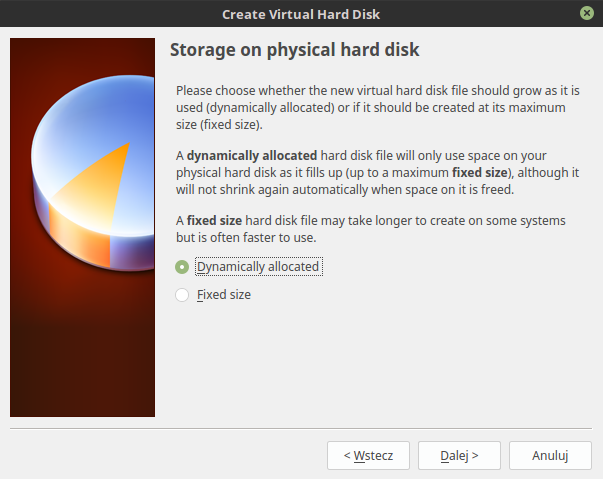 Create Virtual Hard Disk
Storage on physical hard disk
Please choose whether the new virtual hard disk file should grow as it is
used (dynamically allocated) or if it should be created at its maximum
size (fixed size).
A dynamically allocated hard disk file will only use space on your
physical hard disk as it fills up (up to a maximum fixed size), although it
will not shrink again automatically when space on it is freed.
A fixed size hard disk file may take longer to create on some systems
but is often faster to use.
Dynamically allocated
Fixed size
< Wstecz
Dalej >
Anuluj